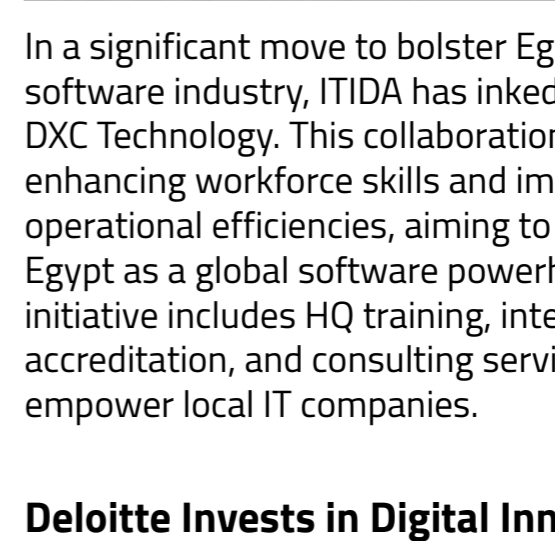 In a significant move to bolster Eg
software industry, ITIDA has inked
DXC Technology. This collaboration
enhancing workforce skills and im
operational efficiencies, aiming to
Egypt as a global software powerh
initiative includes HQ training, inte
accreditation, and consulting servi
empower local IT companies.
Deloitte Invests in Digital Inn